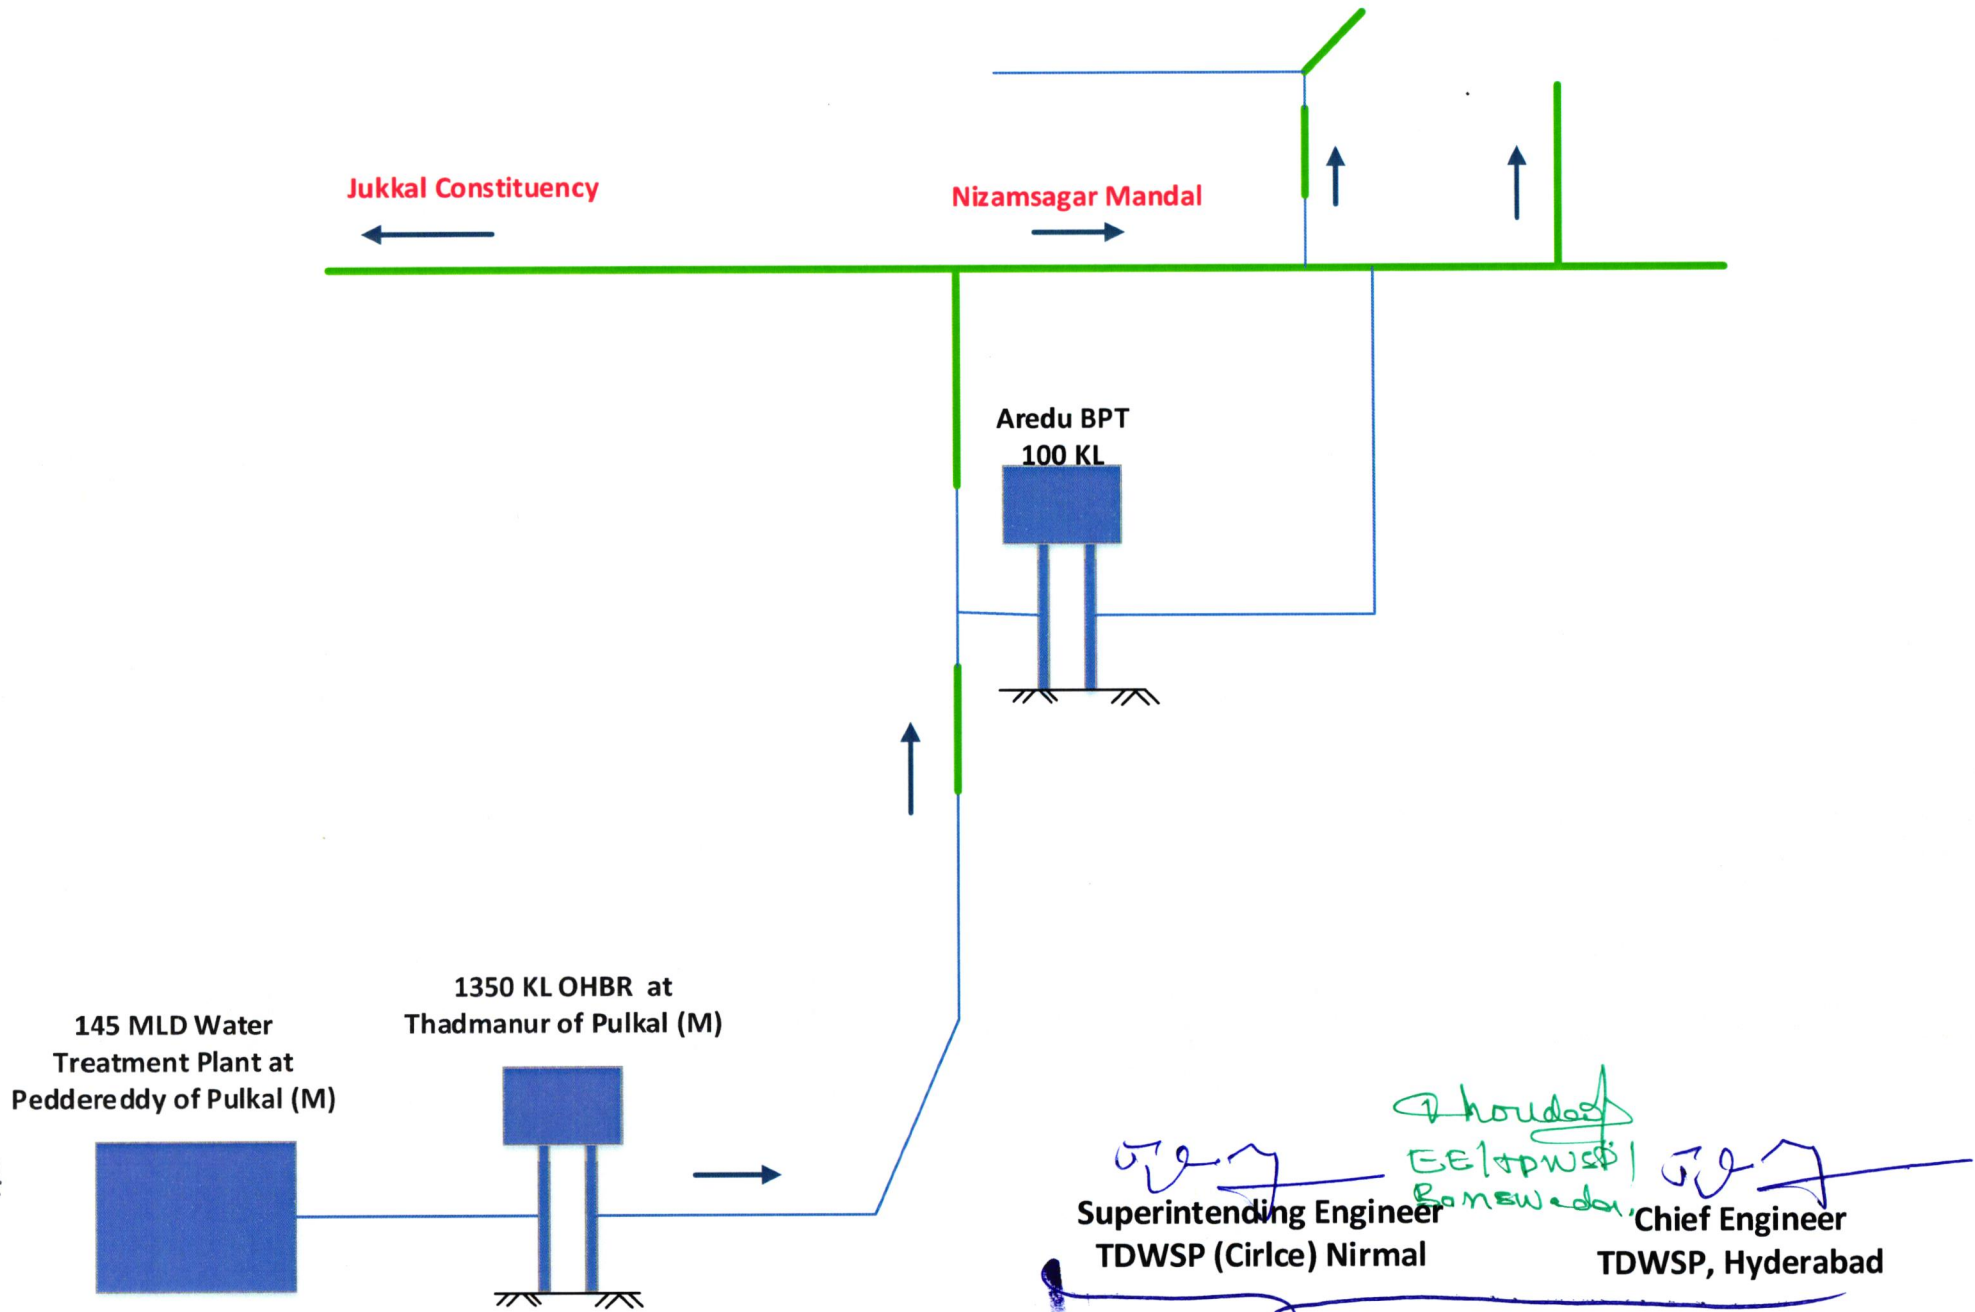 Jukkal Constituency
Nizamsagar Mandal
Aredu BPT
100 KL
1350 KL OHBR at
Thadmanur of Pulkal (M)
145 MLD Water
Treatment Plant at
Peddereddy of Pulkal (M)
EE/TDWSP/
Superintending Engineer
TDWSP (Cirlce) Nirmal
Chief Engineer
TDWSP, Hyderabad